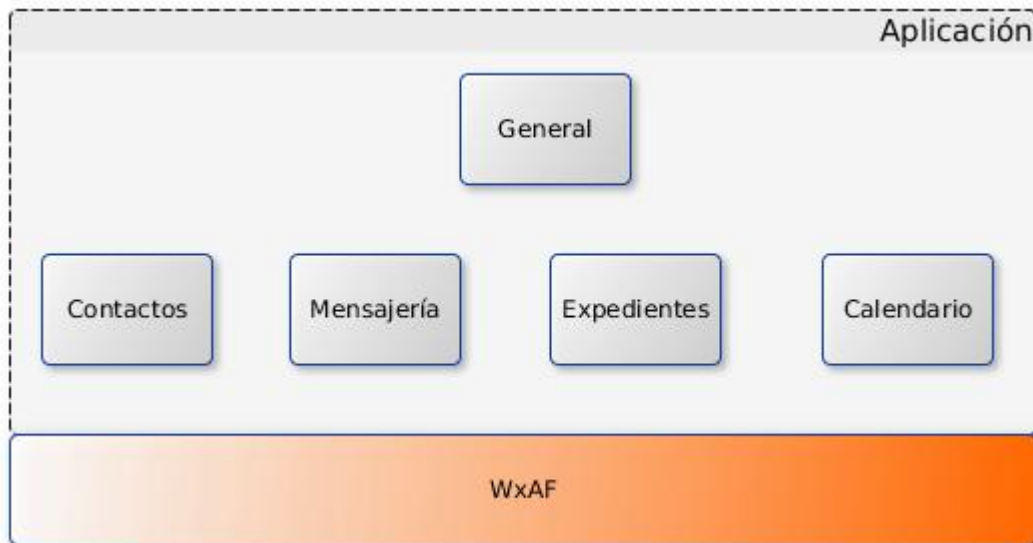 Aplicación
General
Contactos
Mensajería
Expedientes
Calendario
WxAF